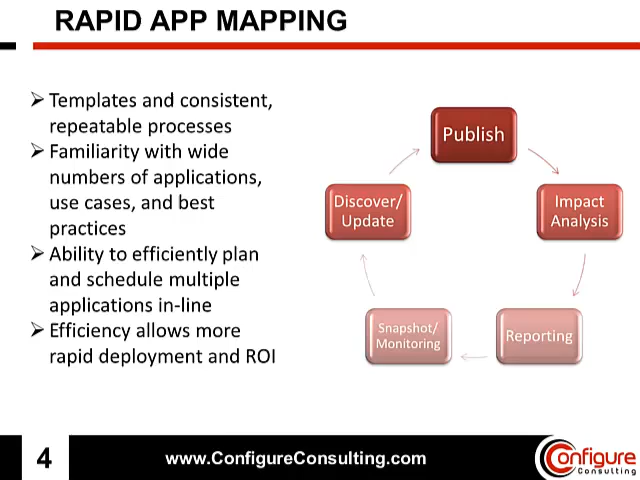 RAPID APP MAPPING
➢ Templates and consistent,
repeatable processes
➢ Familiarity with wide
numbers of applications,
use cases, and best
practices
➢ Ability to efficiently plan
and schedule multiple
applications in-line
➢ Efficiency allows more
rapid deployment and ROI
Publish
Impact
Analysis
Reporting
Snapshot/
Monitoring
Discover/
Update
4
www.ConfigureConsulting.com
Configure
Consulting